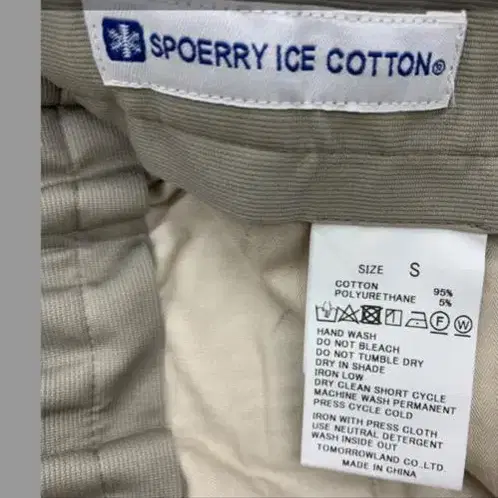 SPOERRY ICE COTTON®
SIZE S
COTTON 95%
POLYURETHANE 5%
HAND WASH
DO NOT BLEACH
DO NOT TUMBLE DRY
DRY IN SHADE
IRON LOW
DRY CLEAN SHORT CYCLE
MACHINE WASH PERMANENT
PRESS CYCLE COLD
IRON WITH PRESS CLOTH
USE NEUTRAL DETERGENT
WASH INSIDE OUT
TOMORROWLAND CO.,LTD.
MADE IN CHINA